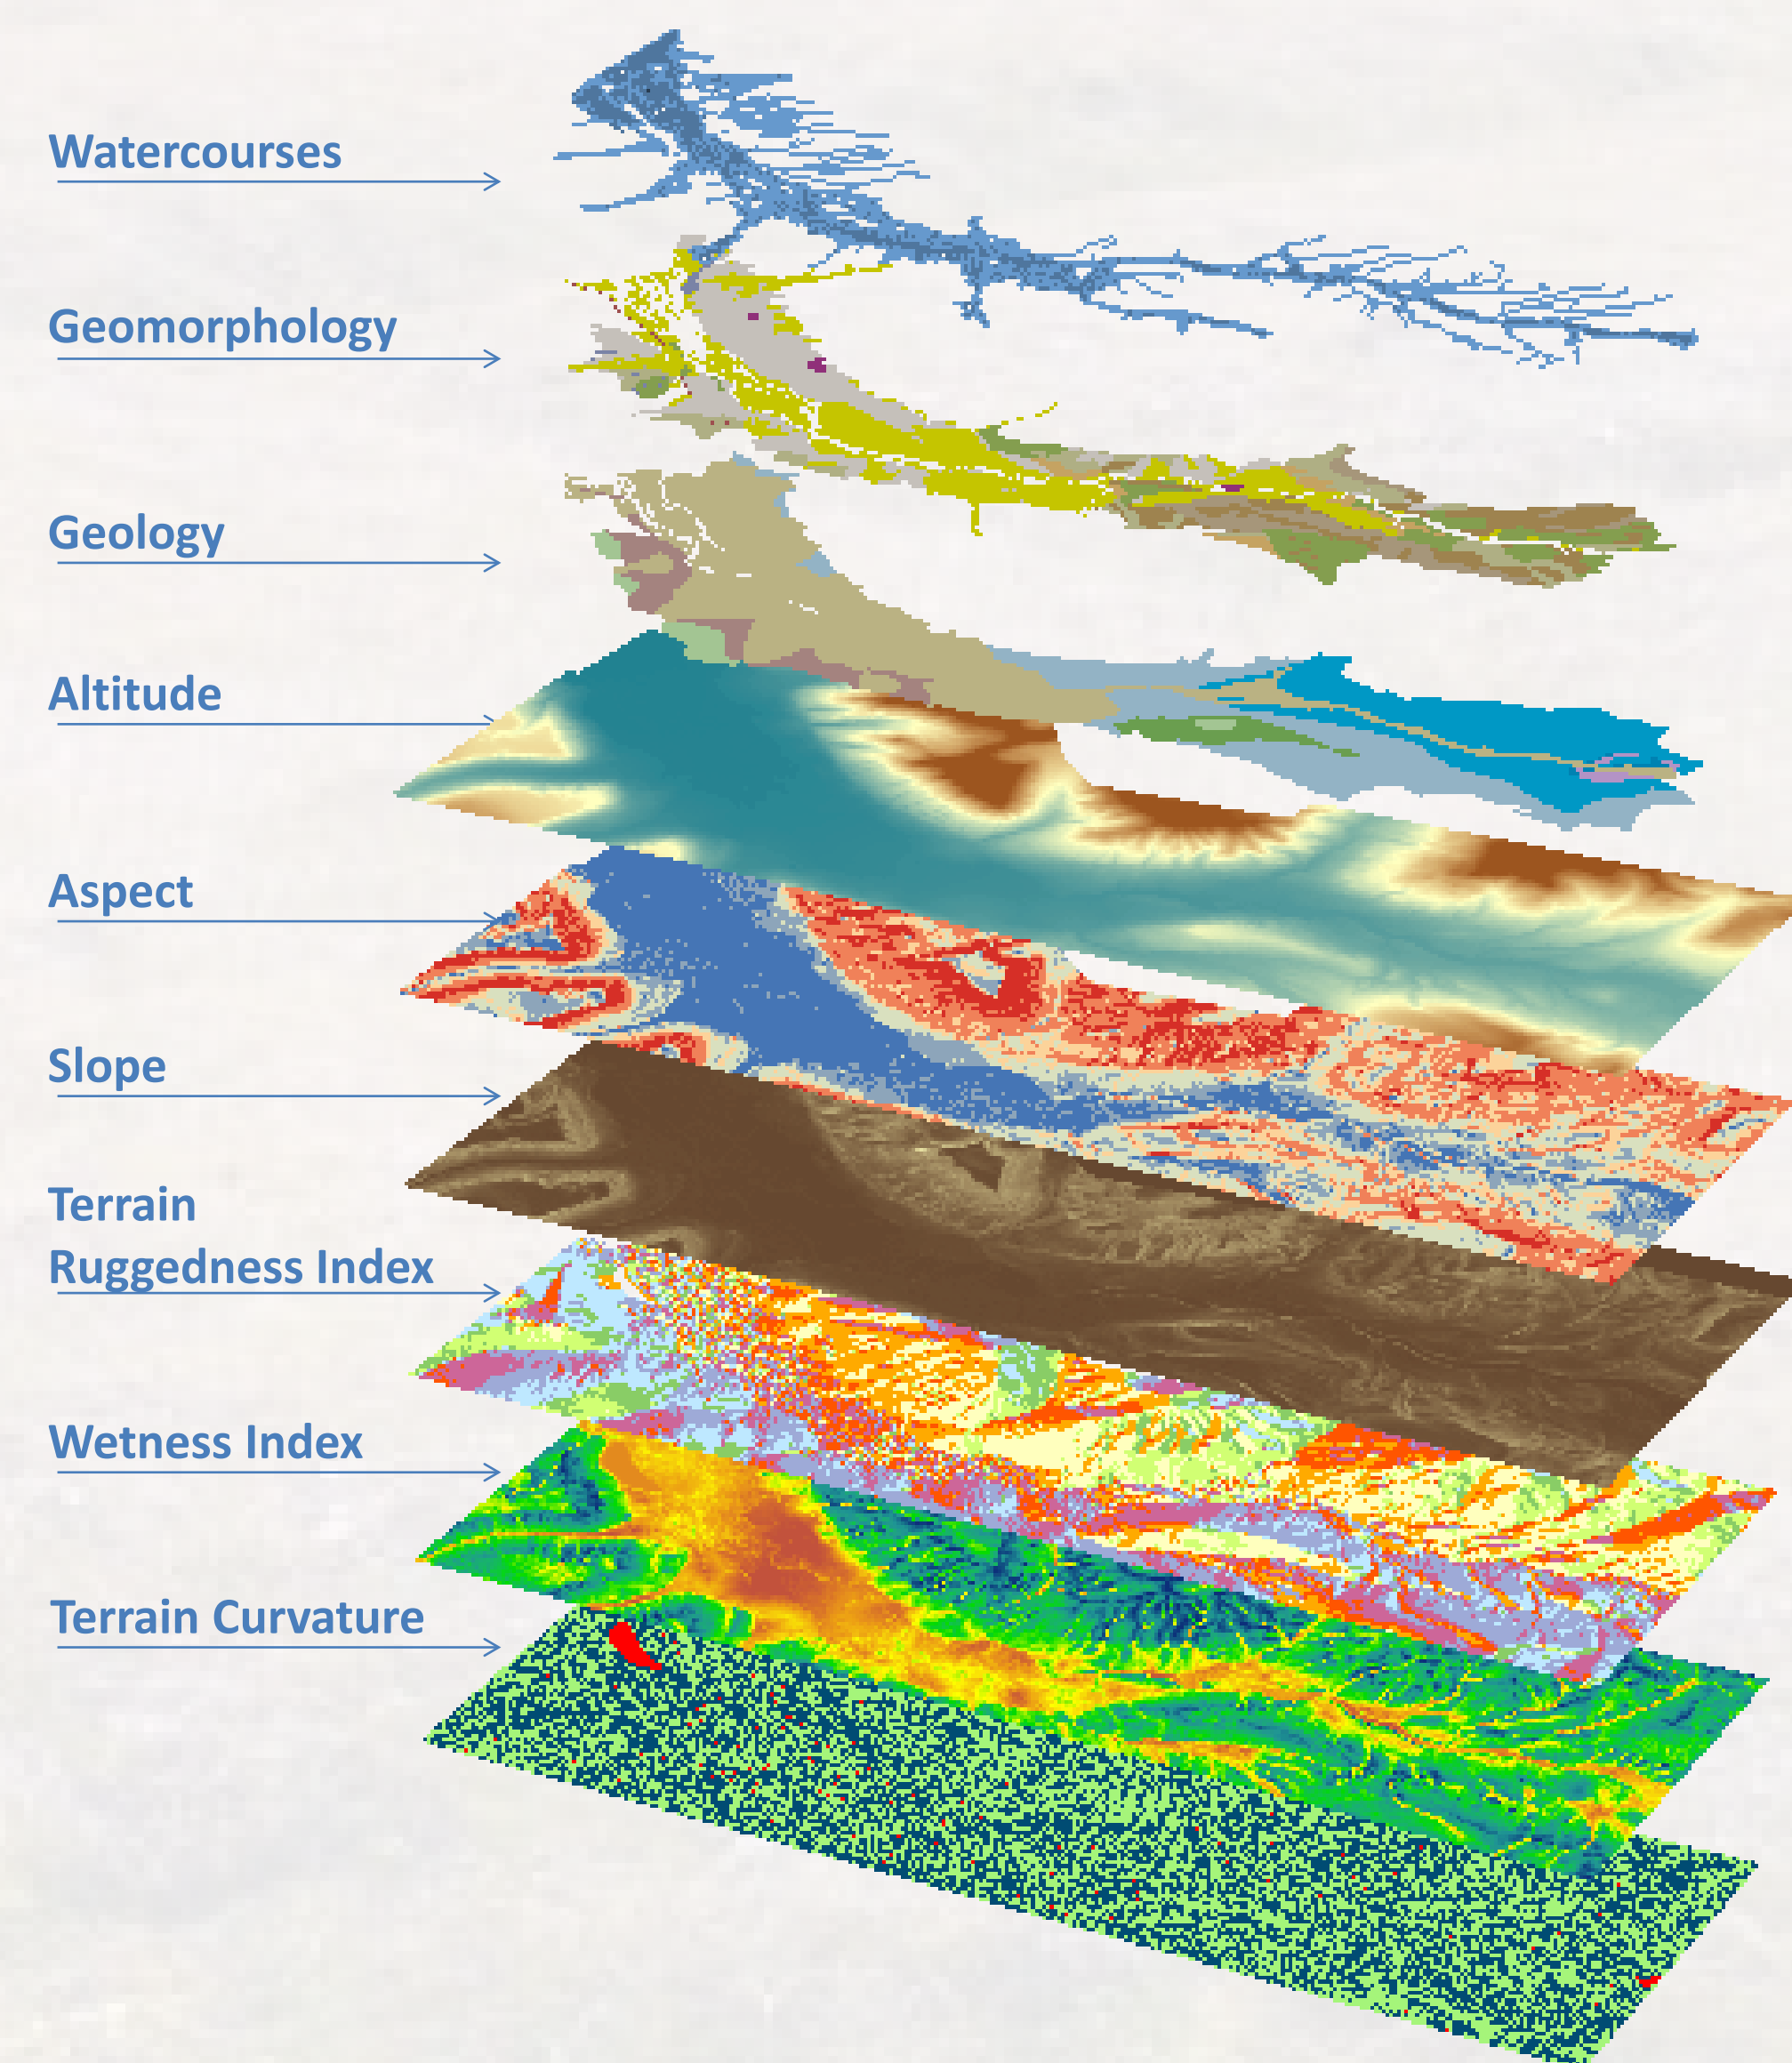 Watercourses
Geomorphology
Geology
Altitude
Aspect
Slope
Terrain
Ruggedness Index
Wetness Index
Terrain Curvature